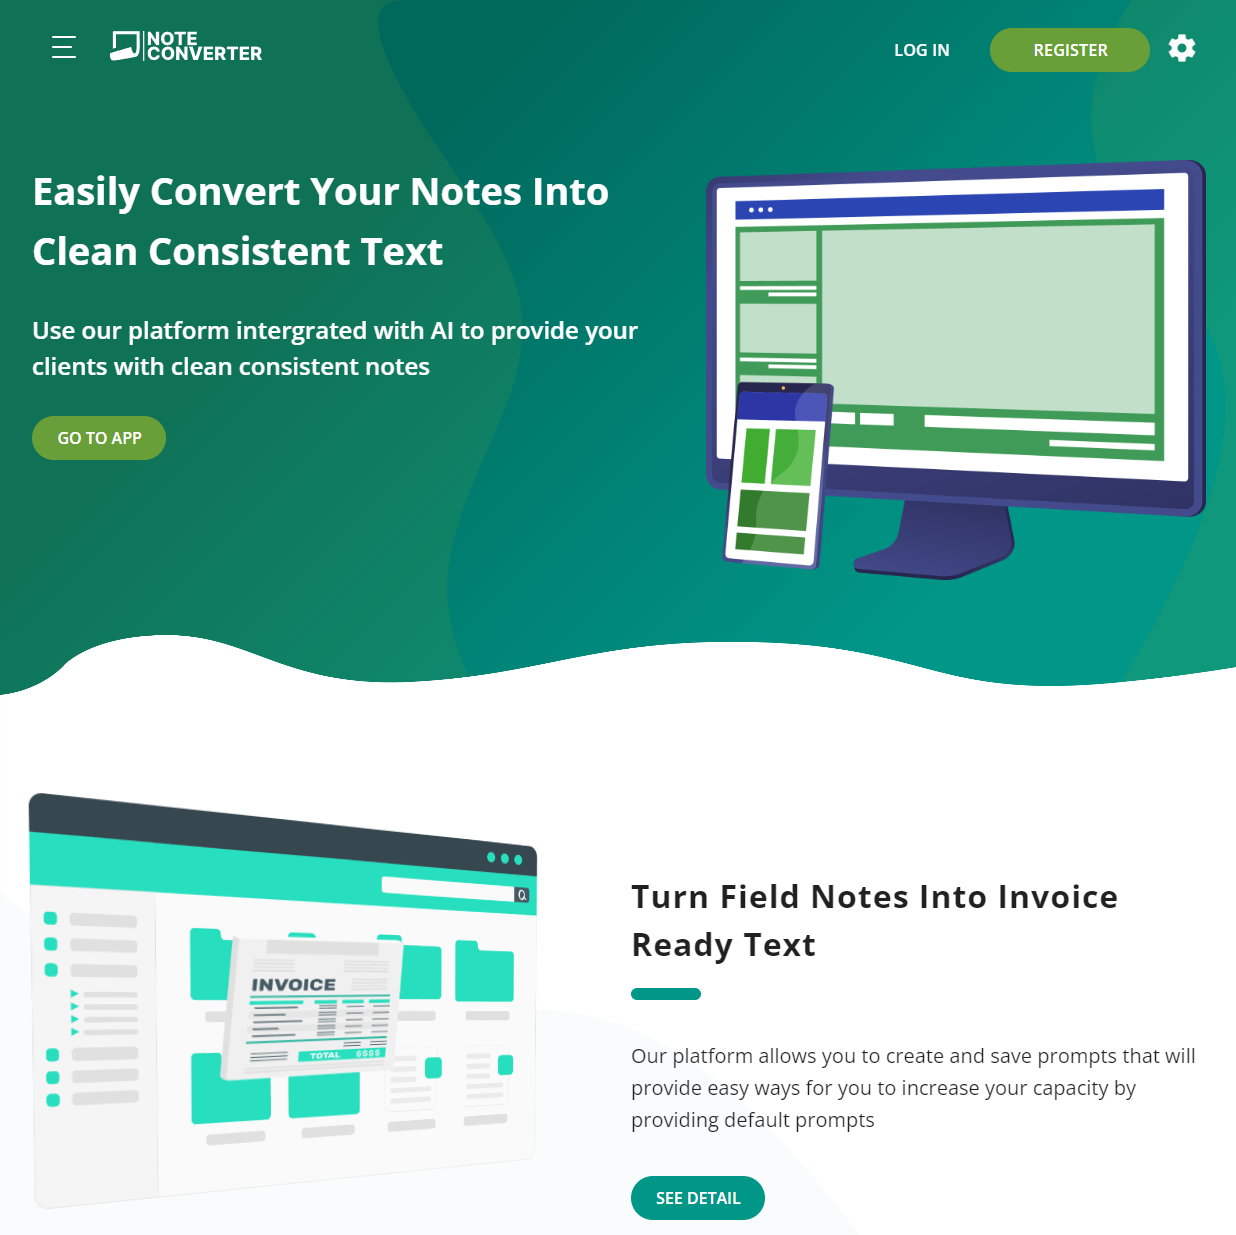 NOTE
CONVERTER
LOG IN
REGISTER
Easily Convert Your Notes Into
Clean Consistent Text
Use our platform intergrated with AI to provide your
clients with clean consistent notes
GO TO APP
INVOICE
TOTAL $$$$
Turn Field Notes Into Invoice
Ready Text
Our platform allows you to create and save prompts that will
provide easy ways for you to increase your capacity by
providing default prompts
SEE DETAIL